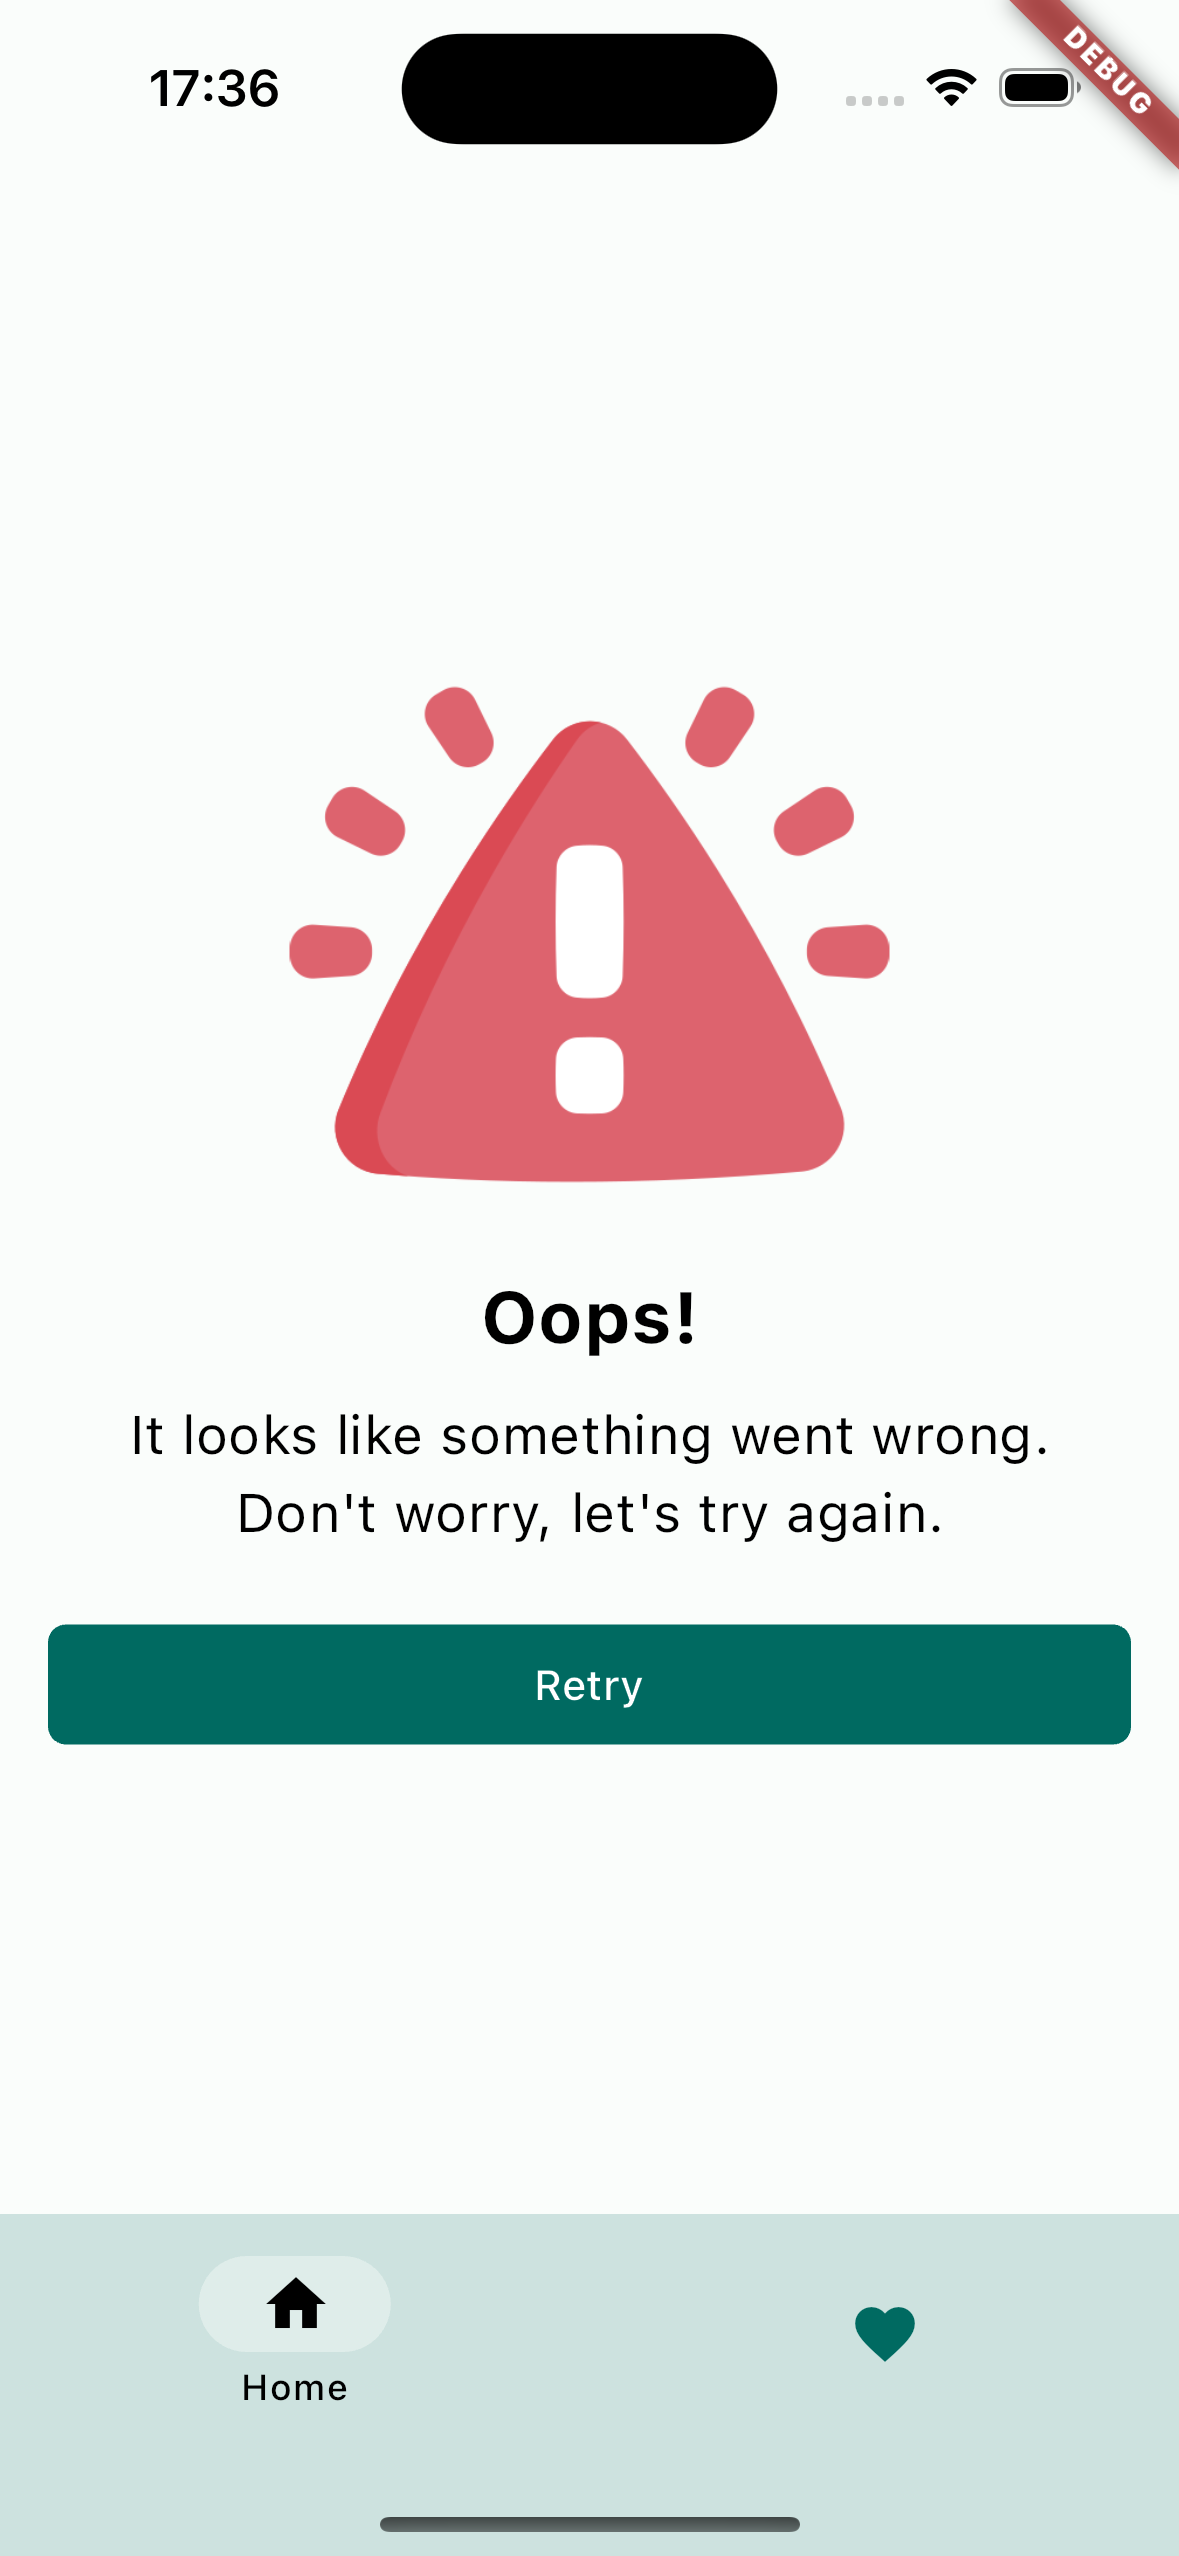 17:36
DEBUG
Oops!
It looks like something went wrong.
Don't worry, let's try again.
Retry
Home